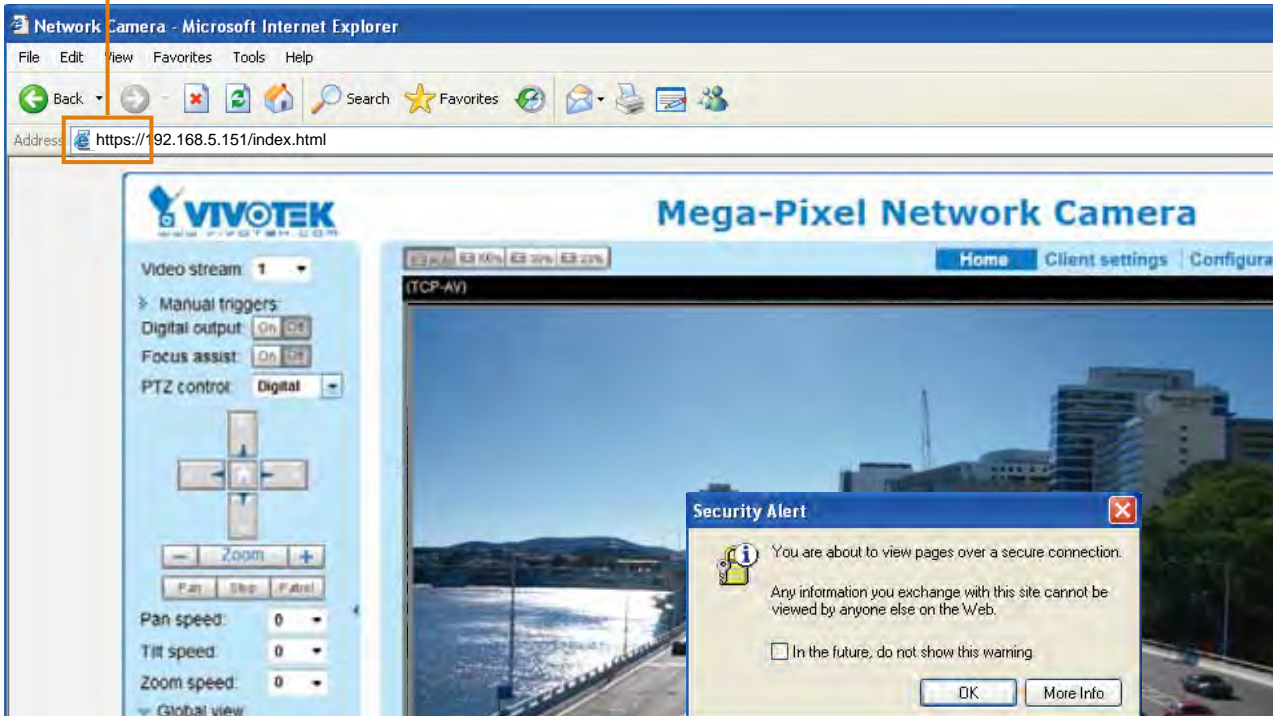 Network Camera - Microsoft Internet Explorer
File Edit View Favorites Tools Help
Back Search Favorites
Address https://192.168.5.151/index.html
VIVOTEK
www.vivotek.com
Mega-Pixel Network Camera
Video stream: 1
Home Client settings Configura
(TCP-AV)
Manual triggers:
Digital output: On Off
Focus assist: On Off
PTZ control: Digital
Zoom
Pan Stop Patrol
Pan speed: 0
Tilt speed: 0
Zoom speed: 0
Global view
Security Alert
You are about to view pages over a secure connection.
Any information you exchange with this site cannot be
viewed by anyone else on the Web.
In the future, do not show this warning
OK More Info